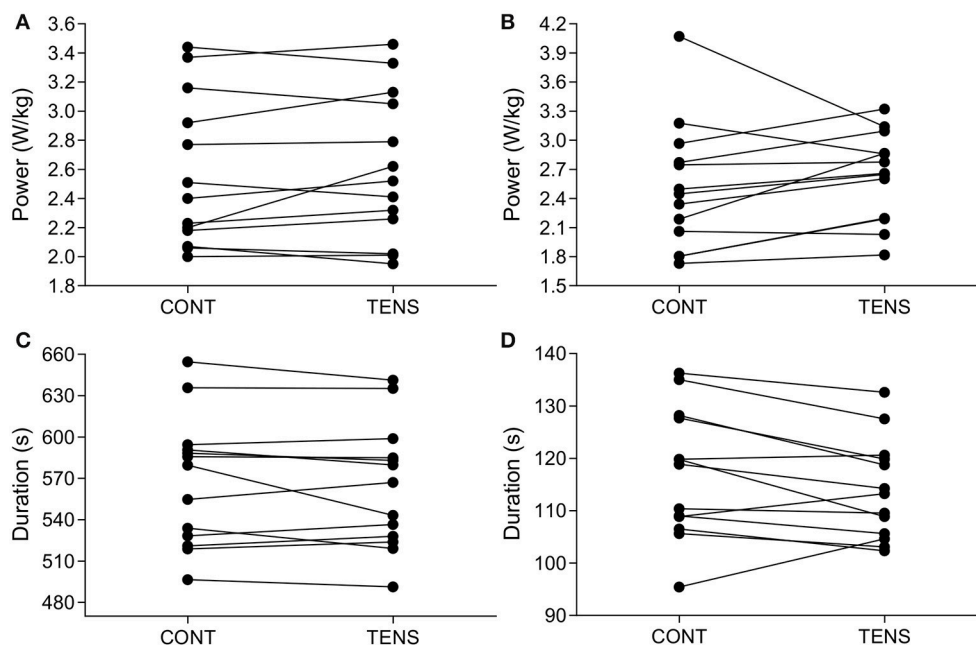 A
Power (W/kg)
3.6
3.4
3.2
3.0
2.8
2.6
2.4
2.2
2.0
1.8
CONT TENS
B
Power (W/kg)
4.2
3.9
3.6
3.3
3.0
2.7
2.4
2.1
1.8
1.5
CONT TENS
C
Duration (s)
660
630
600
570
540
510
480
CONT TENS
D
Duration (s)
140
130
120
110
100
90
CONT TENS